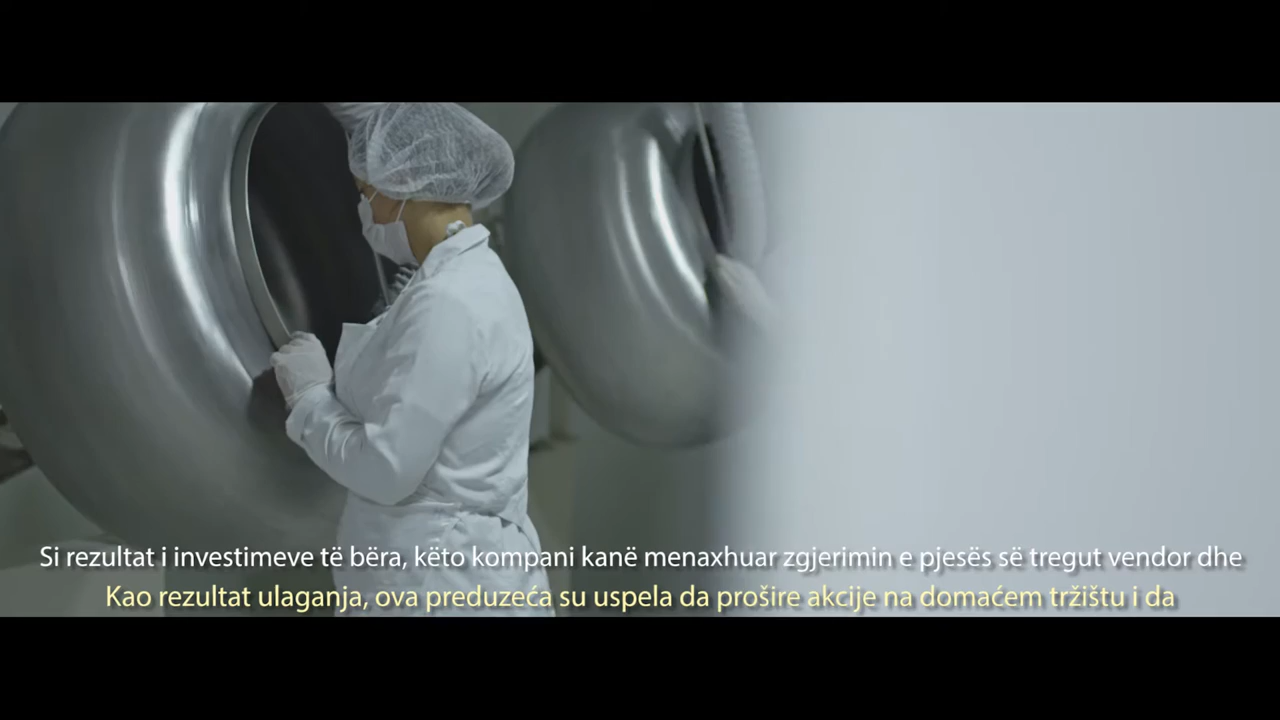 Si rezultat i investimeve të bëra, këto kompani kanë menaxhuar zgjerimin e pjesës së tregut vendor dhe
Kao rezultat ulaganja, ova preduzeća su uspela da prošire akcije na domaćem tržištu i da